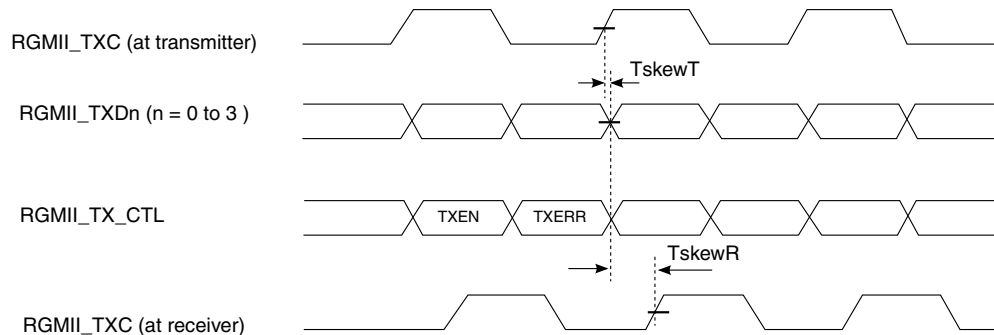 RGMII_TXC (at transmitter)
TskewT
RGMII_TXDn (n = 0 to 3 )
RGMII_TX_CTL
TXEN
TXERR
TskewR
RGMII_TXC (at receiver)